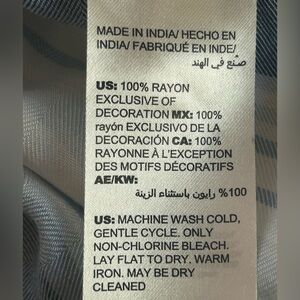 MADE IN INDIA/ HECHO EN
INDIA/ FABRIQUÉ EN INDE/
صنع في الهند
US: 100% RAYON
EXCLUSIVE OF
DECORATION MX: 100%
rayón EXCLUSIVO DE LA
DECORACIÓN CA: 100%
RAYONNE À L'EXCEPTION
DES MOTIFS DÉCORATIFS
AE/KW:
100% رايون باستثناء الزينة
US: MACHINE WASH COLD,
GENTLE CYCLE. ONLY
NON-CHLORINE BLEACH.
LAY FLAT TO DRY. WARM
IRON. MAY BE DRY
CLEANED